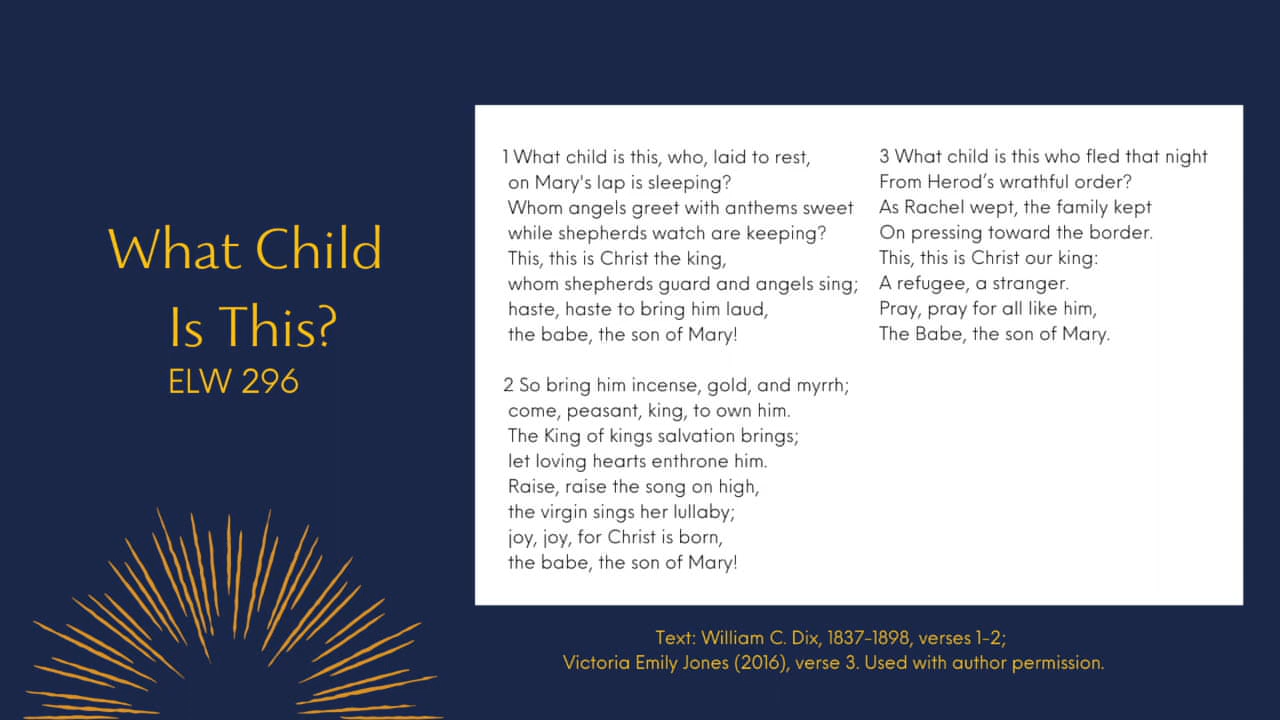 What Child
Is This?
ELW 296
1 What child is this, who, laid to rest,
on Mary's lap is sleeping?
Whom angels greet with anthems sweet
while shepherds watch are keeping?
This, this is Christ the king,
whom shepherds guard and angels sing;
haste, haste to bring him laud,
the babe, the son of Mary!
2 So bring him incense, gold, and myrrh;
come, peasant, king, to own him.
The King of kings salvation brings;
let loving hearts enthrone him.
Raise, raise the song on high,
the virgin sings her lullaby;
joy, joy, for Christ is born,
the babe, the son of Mary!
3 What child is this who fled that night
From Herod’s wrathful order?
As Rachel wept, the family kept
On pressing toward the border.
This, this is Christ our king:
A refugee, a stranger.
Pray, pray for all like him,
The Babe, the son of Mary.
Text: William C. Dix, 1837-1898, verses 1-2;
Victoria Emily Jones (2016), verse 3. Used with author permission.